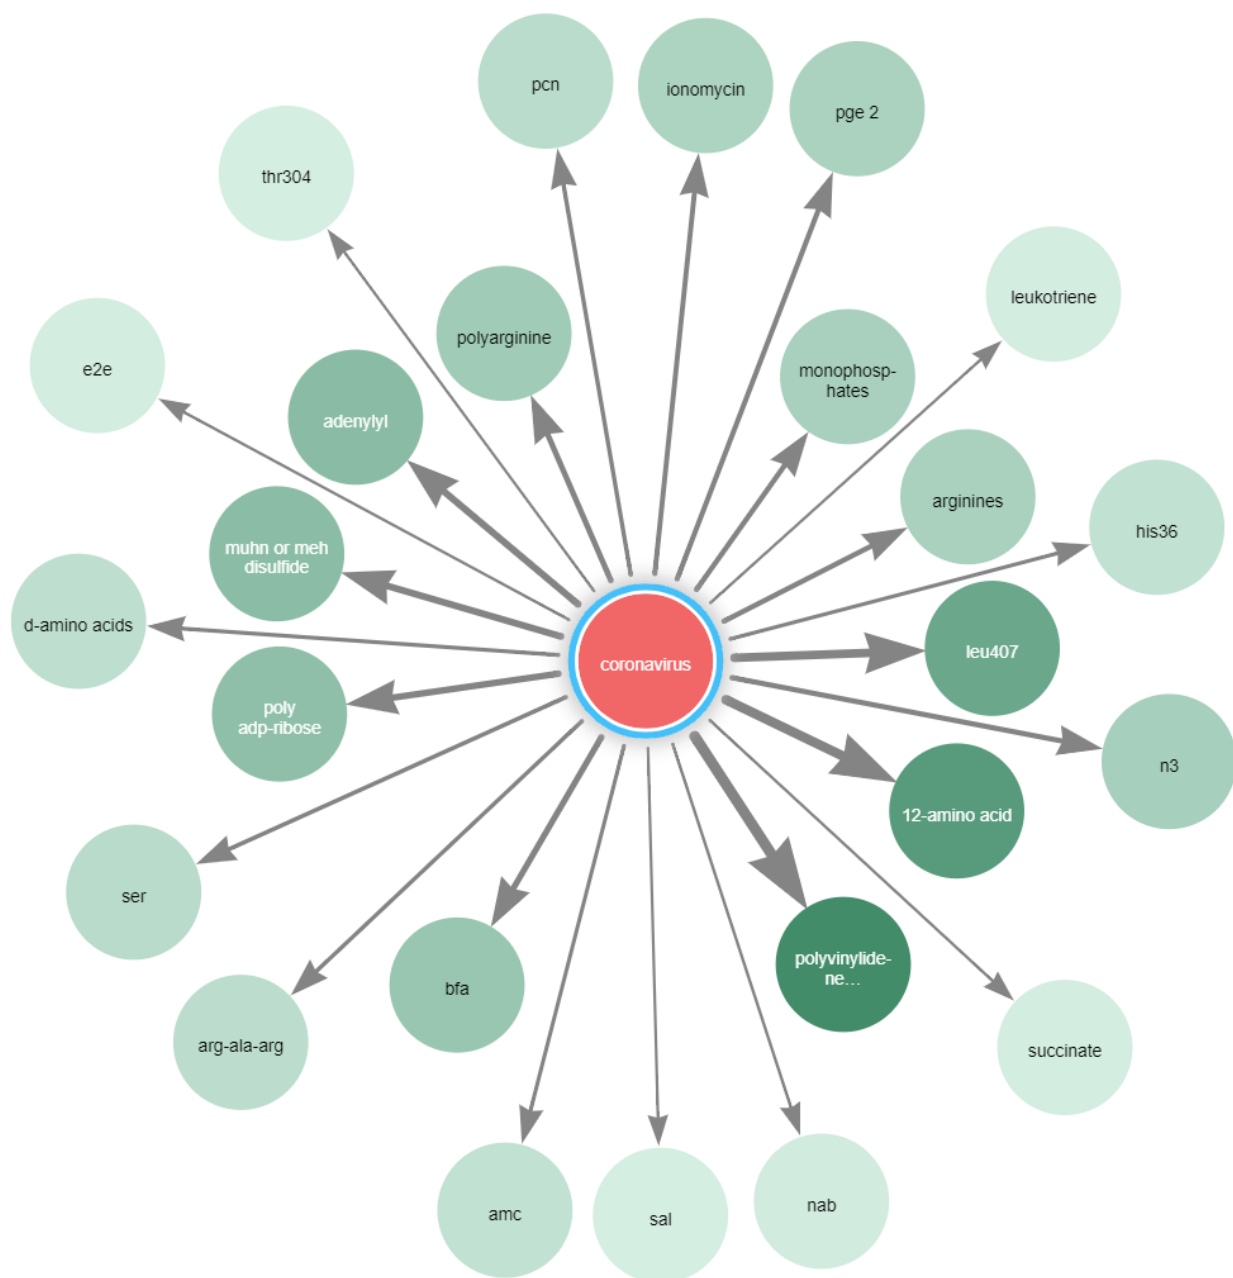 pcn
ionomycin
pge 2
thr304
leukotriene
polyarginine
e2e
monophosp-
hates
adenylyl
arginines
his36
muhn or meh
disulfide
d-amino acids
leu407
coronavirus
poly
adp-ribose
n3
12-amino acid
ser
polyvinylide-
ne...
bfa
arg-ala-arg
succinate
amc
sal
nab